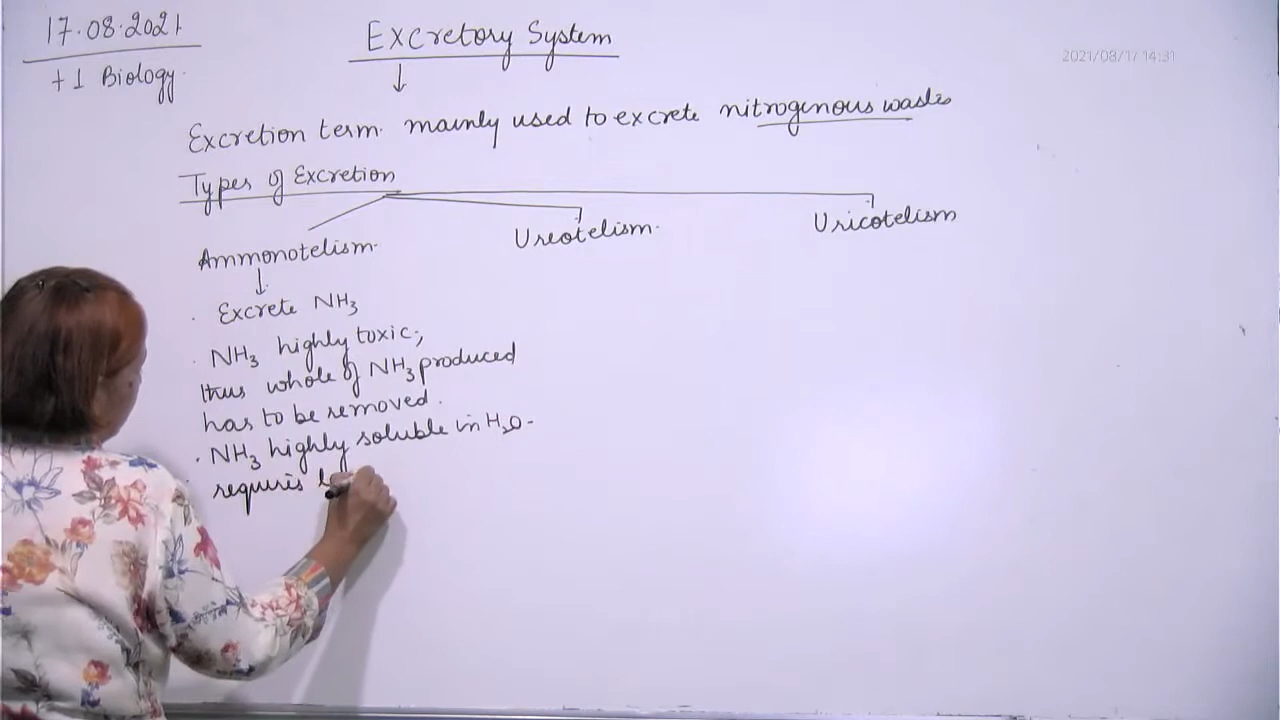 17.08.2021
+1 Biology
Excretory System
2021/08/17 14:31
Excretion term mainly used to excrete nitrogenous wastes
Types of Excretion
Ammonotelism
Ureotelism
Uricotelism
Excrete NH3
NH3 highly toxic;
thus whole of NH3 produced
has to be removed.
NH3 highly soluble in H2O-
requires